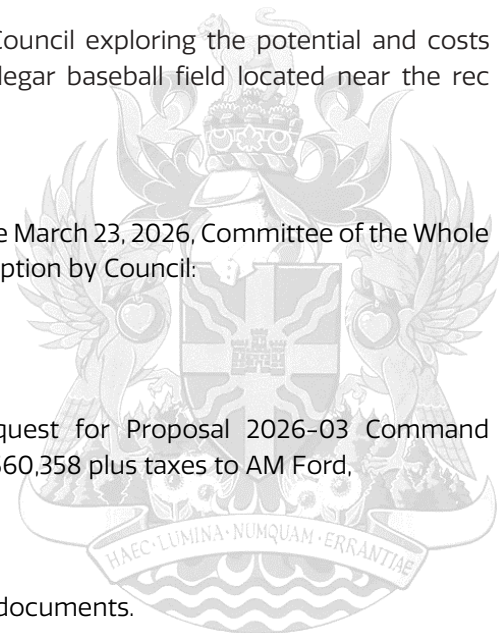 Council exploring the potential and costs
legar baseball field located near the rec
e March 23, 2026, Committee of the Whole
ption by Council:
quest for Proposal 2026-03 Command
560,358 plus taxes to AM Ford,
documents.
HAEC·LUMINA·NUMQUAM·ERRANTIAE